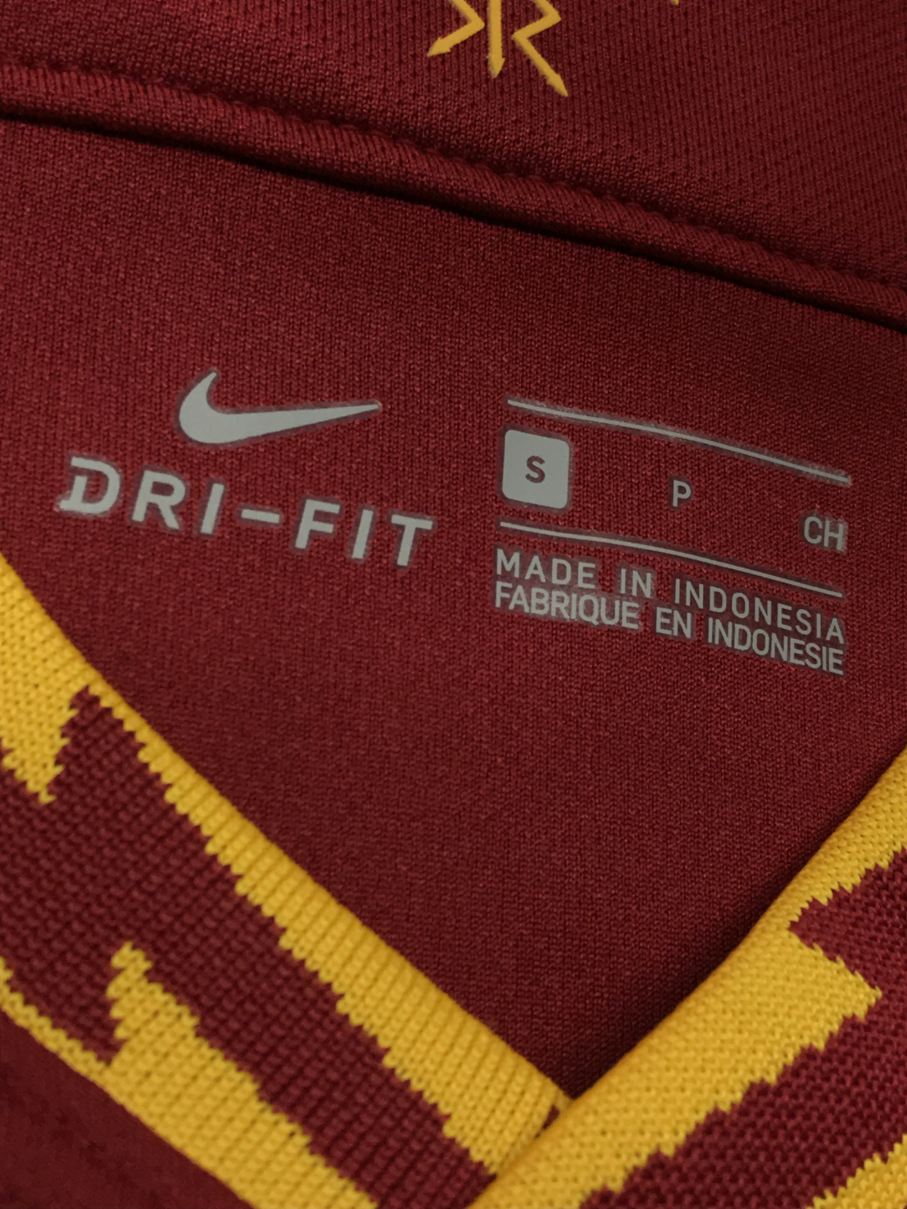 DRI-FIT
S P CH
MADE IN INDONESIA
FABRIQUE EN INDONESIE